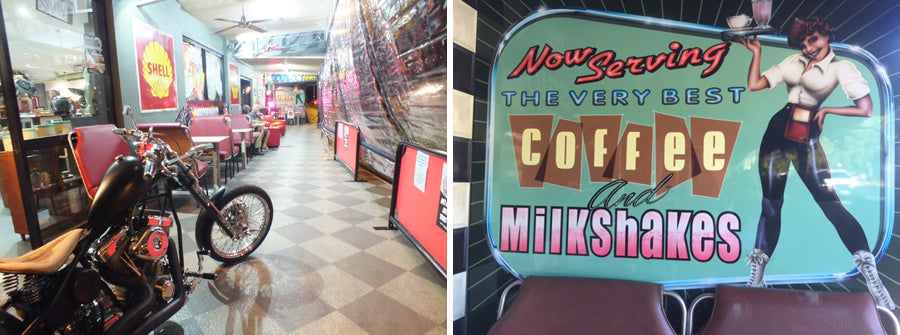 SHELL
Now Serving
THE VERY BEST
Coffee
And
Milkshakes